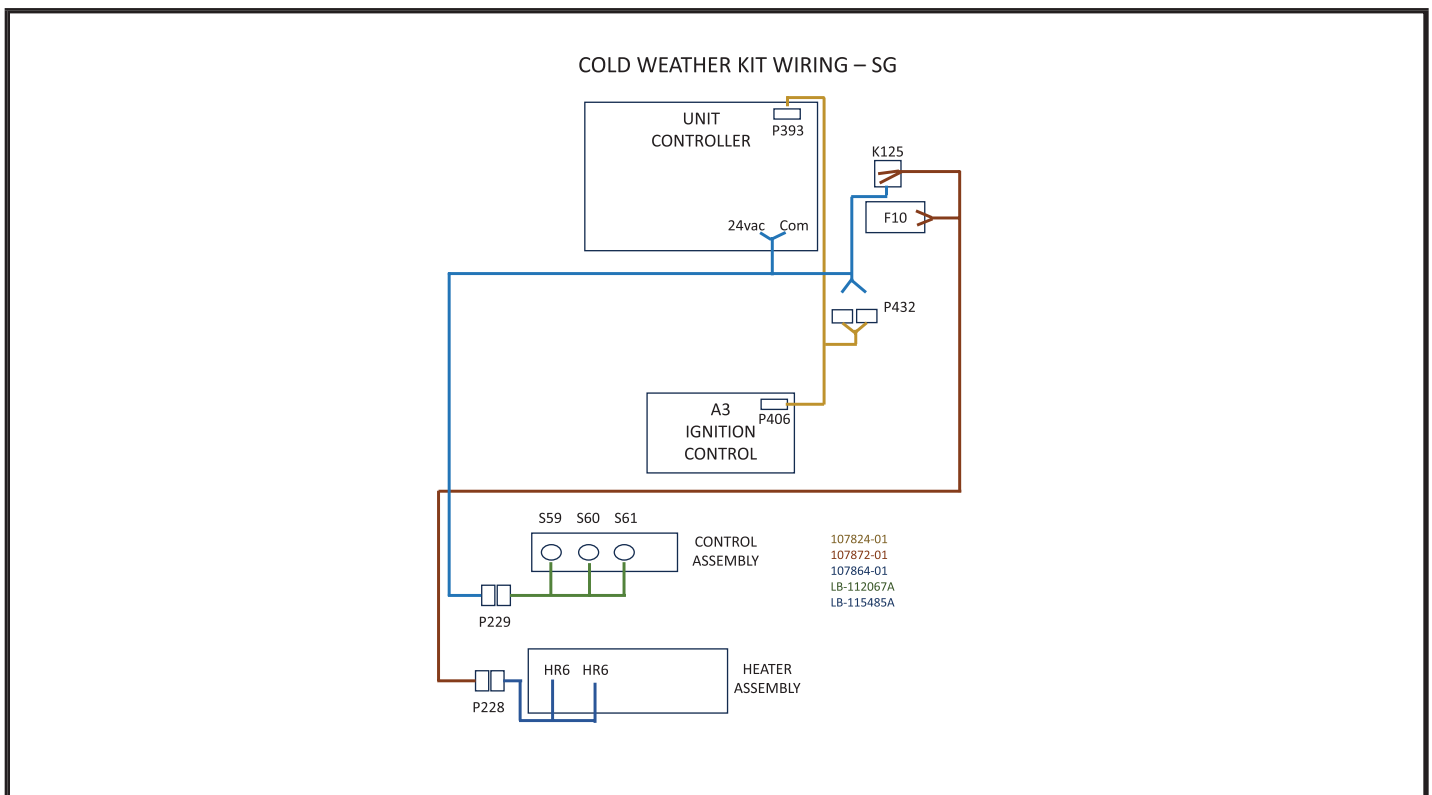 COLD WEATHER KIT WIRING – SG
UNIT
CONTROLLER
P393
K125
F10
24vac Com
P432
A3
IGNITION
CONTROL
P406
S59 S60 S61
CONTROL
ASSEMBLY
107824-01
107872-01
107864-01
LB-112067A
LB-115485A
P229
HR6 HR6
HEATER
ASSEMBLY
P228